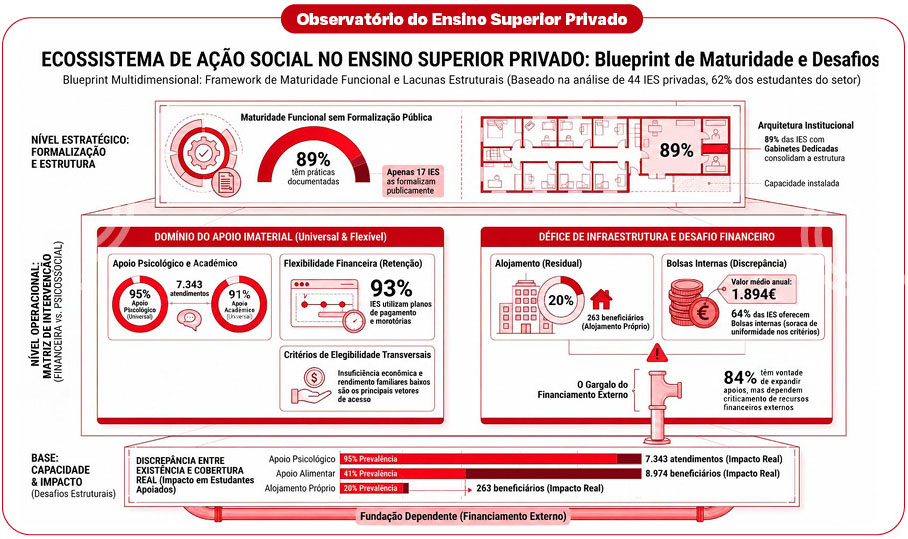 Observatório do Ensino Superior Privado
ECOSSISTEMA DE AÇÃO SOCIAL NO ENSINO SUPERIOR PRIVADO: Blueprint de Maturidade e Desafios
Blueprint Multidimensional: Framework de Maturidade Funcional e Lacunas Estruturais (Baseado na análise de 44 IES privadas, 62% dos estudantes do setor)
NÍVEL ESTRATÉGICO:
FORMALIZAÇÃO
E ESTRUTURA
Maturidade Funcional sem Formalização Pública
89%
têm práticas
documentadas
Apenas 17 IES
as formalizam
publicamente
89%
Arquitetura Institucional
89% das IES com
Gabinetes Dedicadas
consolidam a estrutura
Capacidade instalada
NÍVEL OPERACIONAL:
MATRIZ DE INTERVENÇÃO
(FINANCEIRA vs. PSICOSSOCIAL)
DOMÍNIO DO APOIO IMATERIAL (Universal & Flexível)
Apoio Psicológico e Académico
95%
Apoio
Psicológico
(Universal)
7.343
atendimentos
91%
Apoio
Académico
(Universal)
Flexibilidade Financeira (Retenção)
93%
IES utilizam planos
de pagamento
e morotórias
Critérios de Elegibilidade Transversais
Insuficiência económica e
rendimento familiares baixos
são os principais vetores
de acesso
DÉFICE DE INFRAESTRUTURA E DESAFIO FINANCEIRO
Alojamento (Residual)
20%
263 beneficiários
(Alojamento Próprio)
Bolsas Internas (Discrepância)
Valor médio anual:
1.894€
64% das IES oferecem
Bolsas internas (soraca de
uniformidade nos critérios)
O Gargalo do
Financiamento Externo
84% têm vontade
de expandir
apoios, mas dependem
criticamento de recursos
financeiros externos
BASE:
CAPACIDADE
& IMPACTO
(Desafios Estruturais)
DISCREPÂNCIA ENTRE
EXISTÊNCIA E COBERTURA
REAL (Impacto em Estudantes
Apoiados)
Apoio Psicológico 95% Prevalência 7.343 atendimentos (Impacto Real)
Apoio Alimentar 41% Prevalência 8.974 beneficiários (Impacto Real)
Alojamento Próprio 20% Prevalência 263 beneficiários (Impacto Real)
Fundação Dependente (Financiamento Externo)